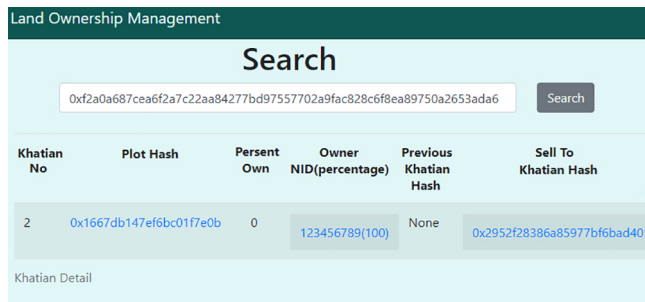 Land Ownership Management
Search
0xf2a0a687cea6f2a7c22aa84277bd97557702a9fac828c6f8ea89750a2653ada6 Search
Khatian No Plot Hash Persent Own Owner NID(percentage) Previous Khatian Hash Sell To Khatian Hash
2 0x1667db147ef6bc01f7e0b 0 123456789(100) None 0x2952f28386a85977bf6bad40
Khatian Detail